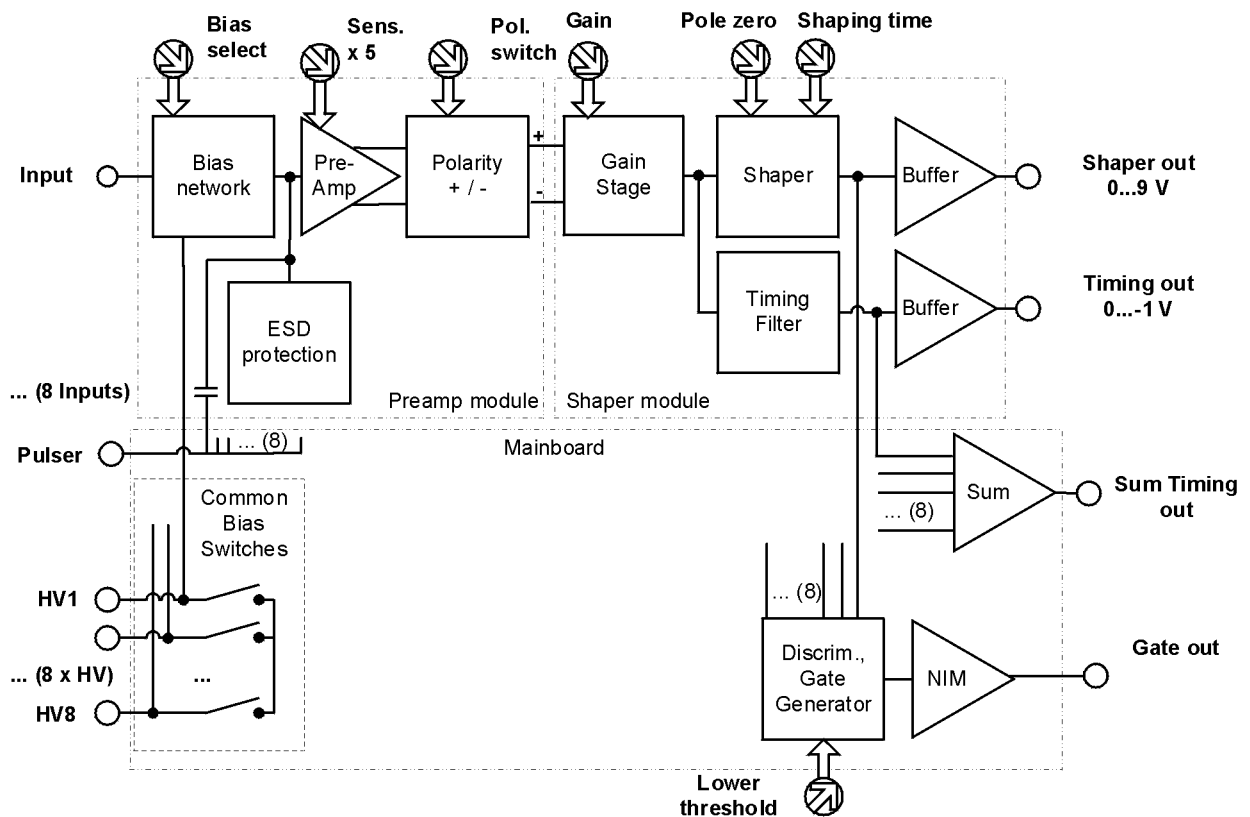 Bias
select
Sens.
x 5
Pol.
switch
Gain
Pole zero
Shaping time
Input
Bias
network
Pre-
Amp
Polarity
+ / -
+
-
Gain
Stage
Shaper
Buffer
Shaper out
0...9 V
ESD
protection
Timing
Filter
Buffer
Timing out
0...-1 V
... (8 Inputs)
Preamp module
Shaper module
Pulser
... (8)
Mainboard
Common
Bias
Switches
Sum
... (8)
Sum Timing
out
HV1
... (8 x HV)
...
HV8
... (8)
Discrim.,
Gate
Generator
NIM
Gate out
Lower
threshold